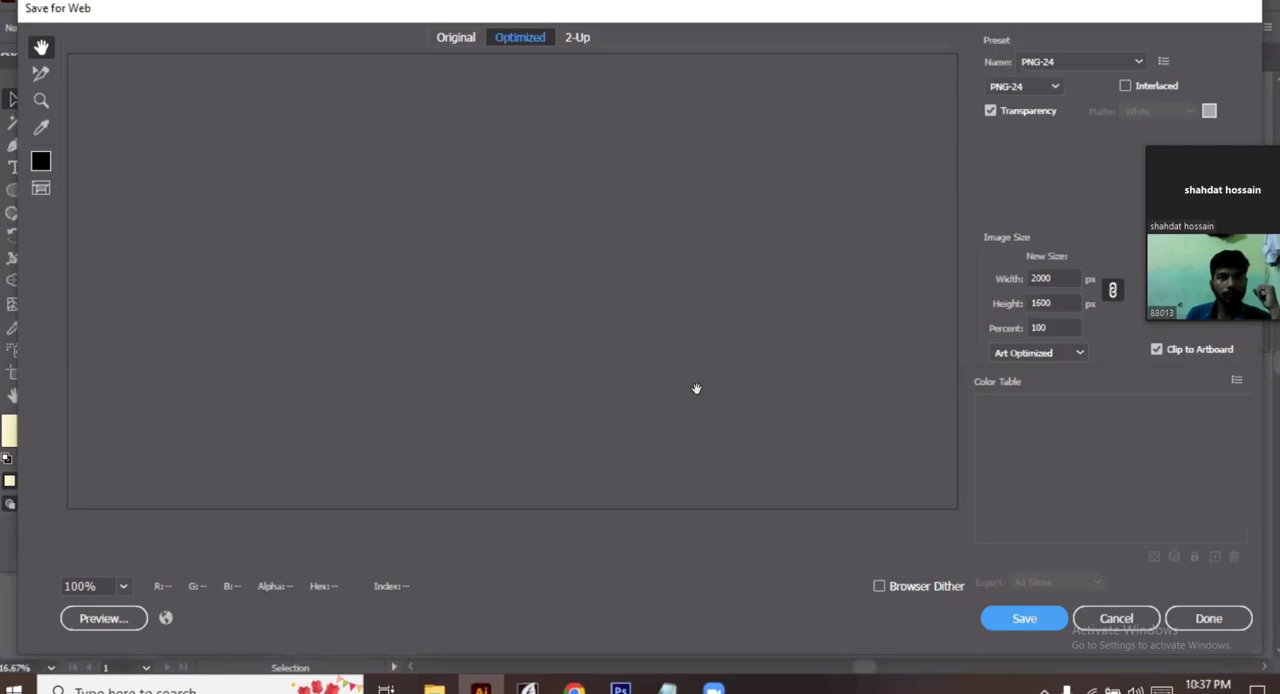 Save for Web
Original
Optimized
2-Up
Preset
Name: PNG-24
PNG-24
Interlaced
Transparency
Matte: White
shahdat hossain
shahdat hossain
88013
Image Size
New Size:
Width: 2000 px
Height: 1600 px
Percent: 100
Art Optimized
Clip to Artboard
Color Table
100%
R: --
G: --
B: --
Alpha: --
Hex: --
Index: --
Browser Dither
Export: All Slices
Preview...
Save
Cancel
Done
Activate Windows
Go to Settings to activate Windows.
16.67%
1
Selection
Type here to search
Ai
Ps
10:37 PM